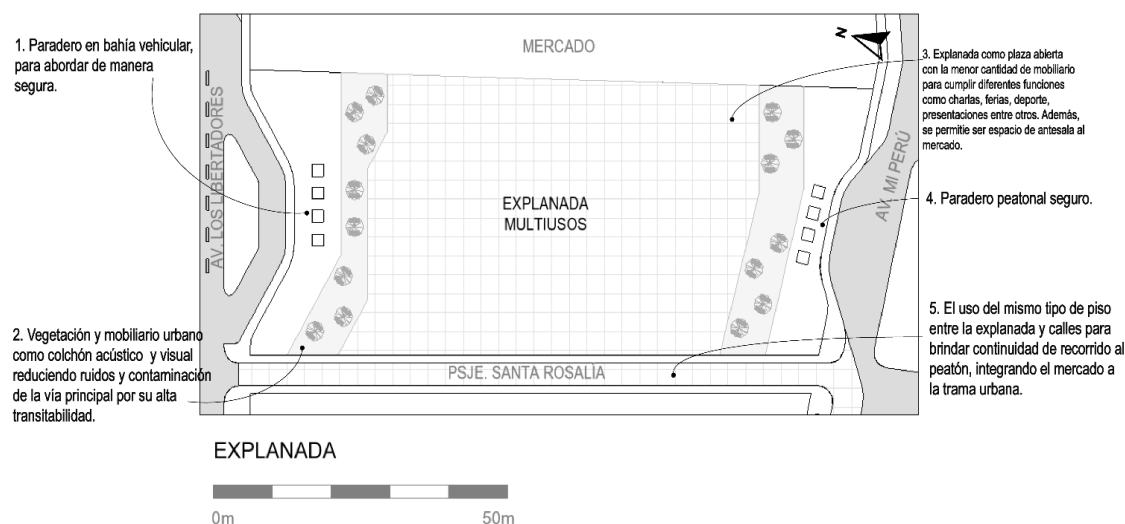 1. Paradero en bahía vehicular,
para abordar de manera
segura.
MERCADO
N
3. Explanada como plaza abierta
con la menor cantidad de mobiliario
para cumplir diferentes funciones
como charlas, ferias, deporte,
presentaciones entre otros. Además,
se permitie ser espacio de antesala al
mercado.
AV. LOS LIBERTADORES
EXPLANADA
MULTIUSOS
AV. MI PERÚ
4. Paradero peatonal seguro.
2. Vegetación y mobiliario urbano
como colchón acústico y visual
reduciendo ruidos y contaminación
de la vía principal por su alta
transitabilidad.
PSJE. SANTA ROSALÌA
5. El uso del mismo tipo de piso
entre la explanada y calles para
brindar continuidad de recorrido al
peatón, integrando el mercado a
la trama urbana.
EXPLANADA
0m
50m